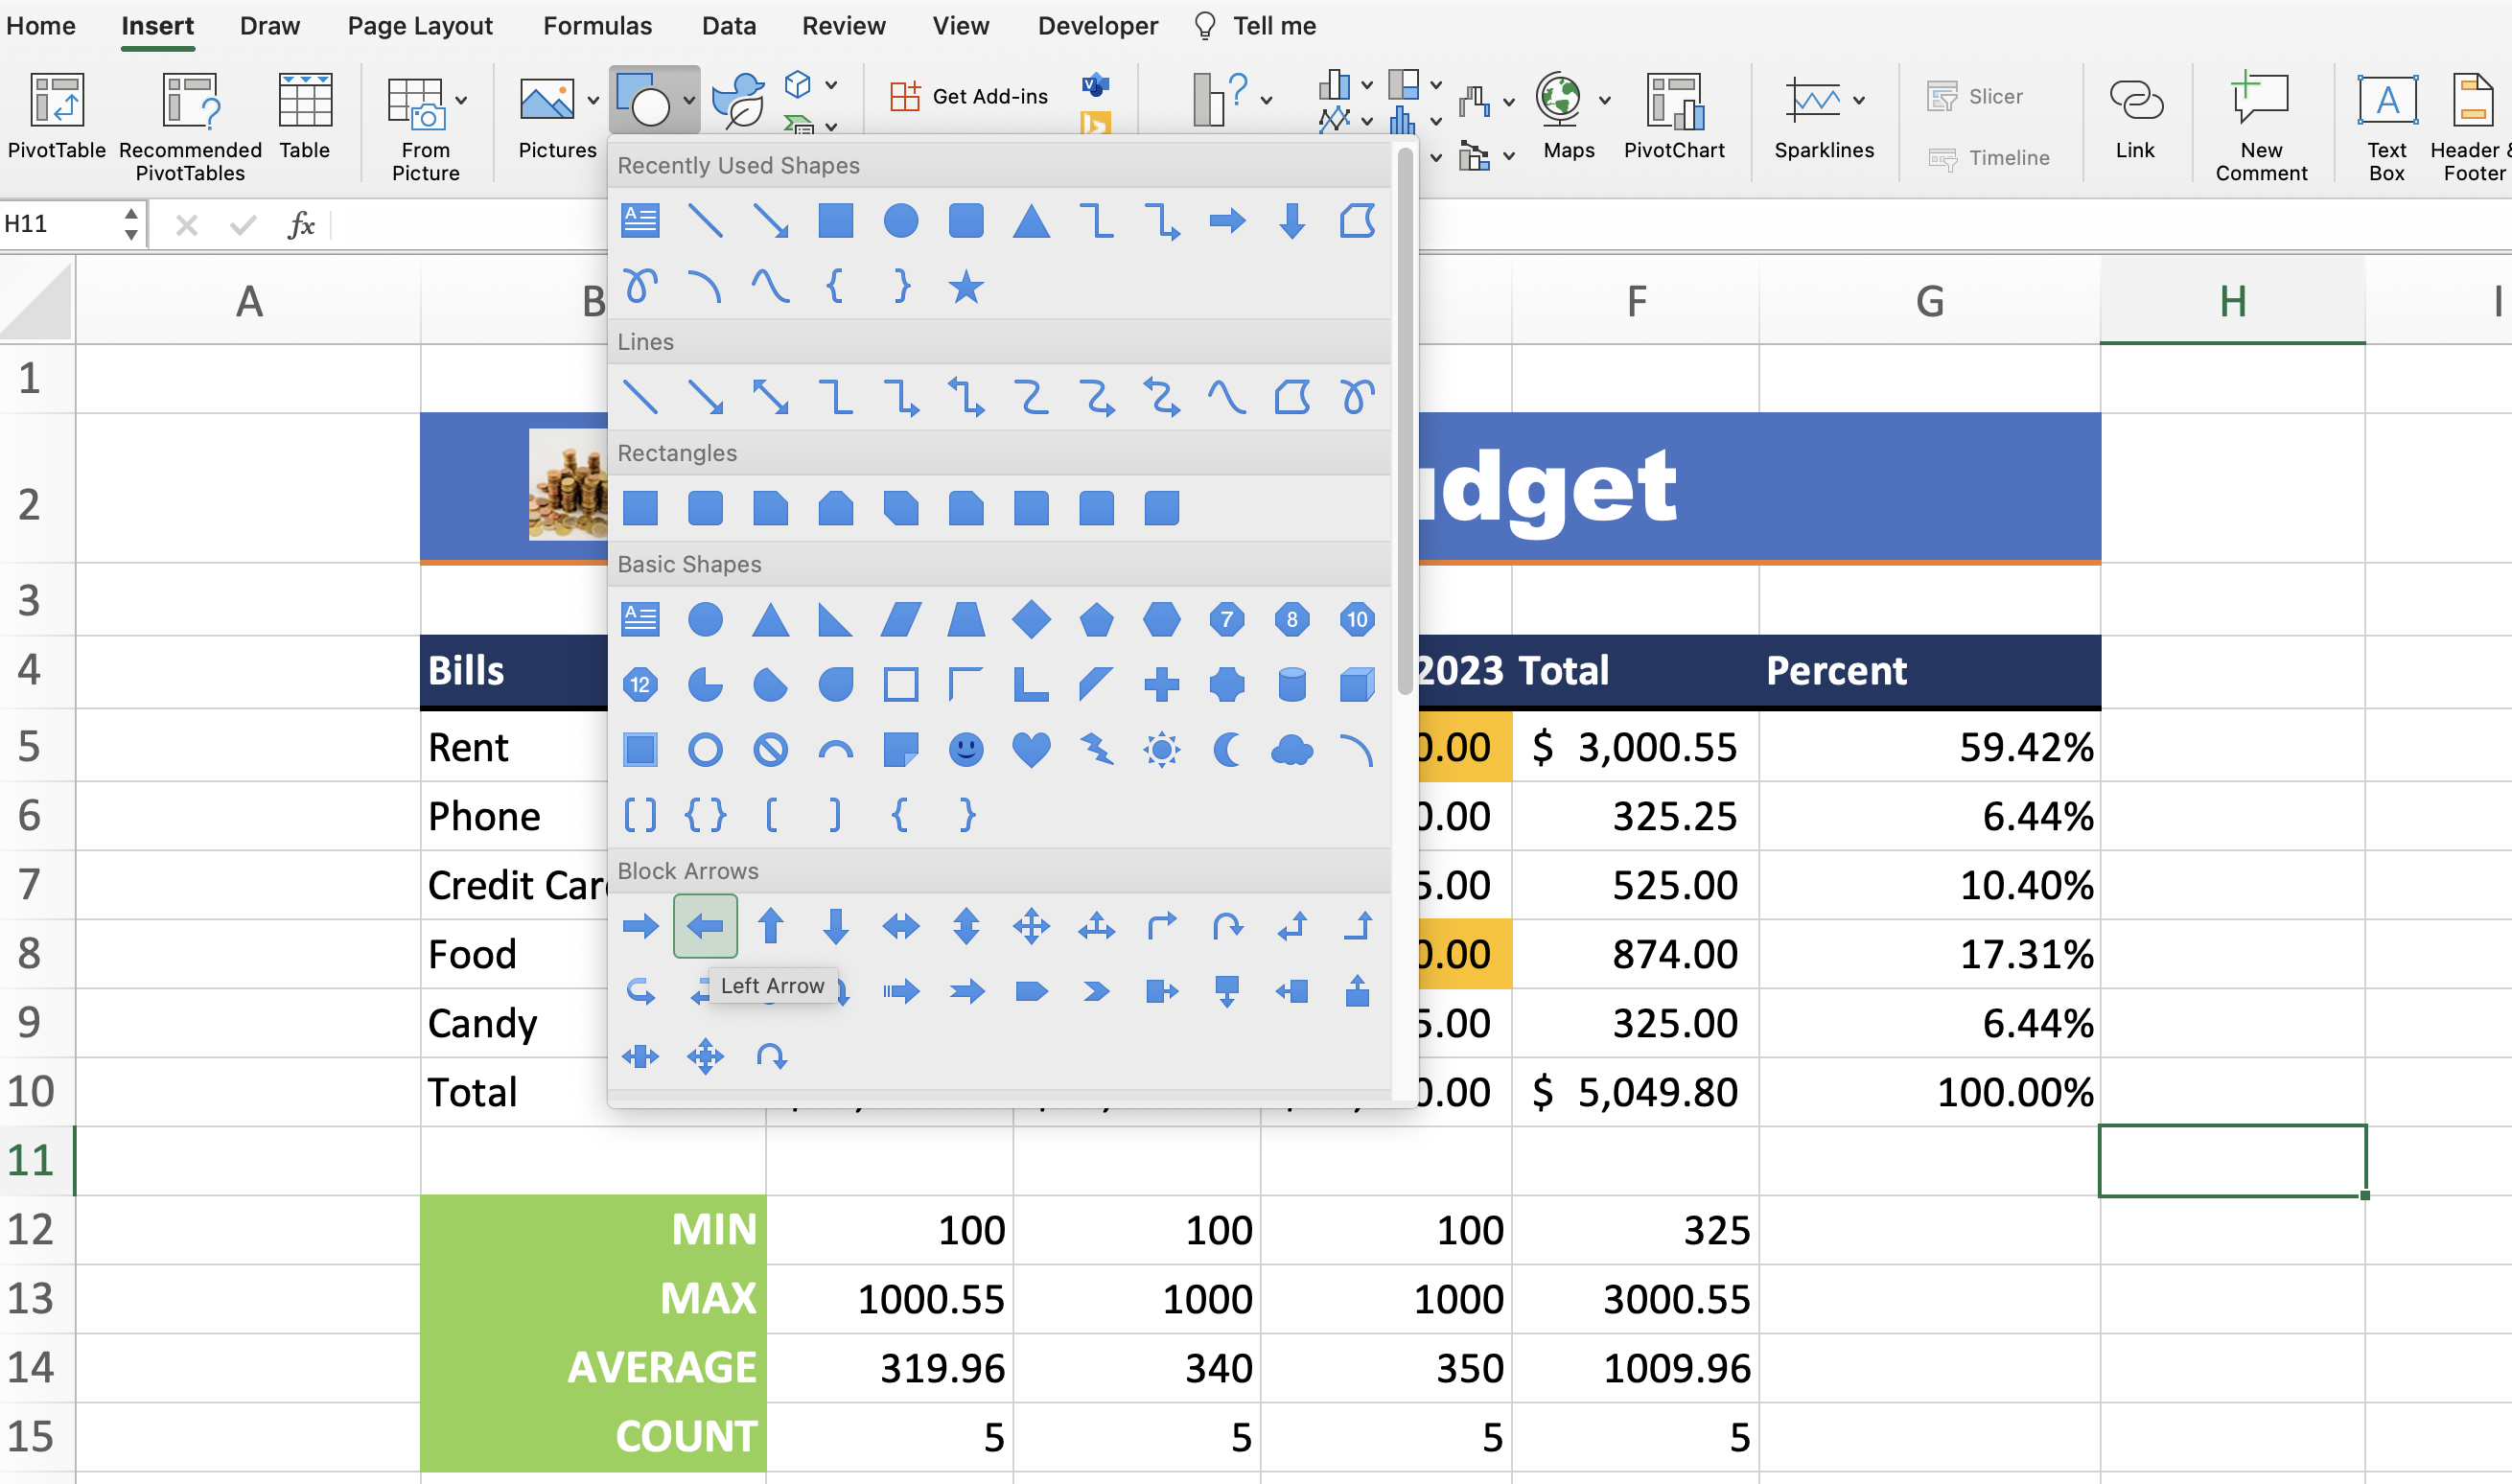 Home Insert Draw Page Layout Formulas Data Review View Developer Tell me
Get Add-ins
Slicer
PivotTable Recommended PivotTables Table From Picture Pictures Maps PivotChart Sparklines Timeline Link New Comment Text Box Header & Footer
H11 fx
Recently Used Shapes
A
A B F G H I
Lines
1
Rectangles
2
Basic Shapes
3
A 7 8 10
12
4 Bills 2023 Total Percent
5 Rent 0.00 $ 3,000.55 59.42%
6 Phone 0.00 325.25 6.44%
Block Arrows
7 Credit Car 5.00 525.00 10.40%
8 Food 0.00 874.00 17.31%
Left Arrow
9 Candy 5.00 325.00 6.44%
10 Total 0.00 $ 5,049.80 100.00%
11
12 MIN 100 100 100 325
13 MAX 1000.55 1000 1000 3000.55
14 AVERAGE 319.96 340 350 1009.96
15 COUNT 5 5 5 5